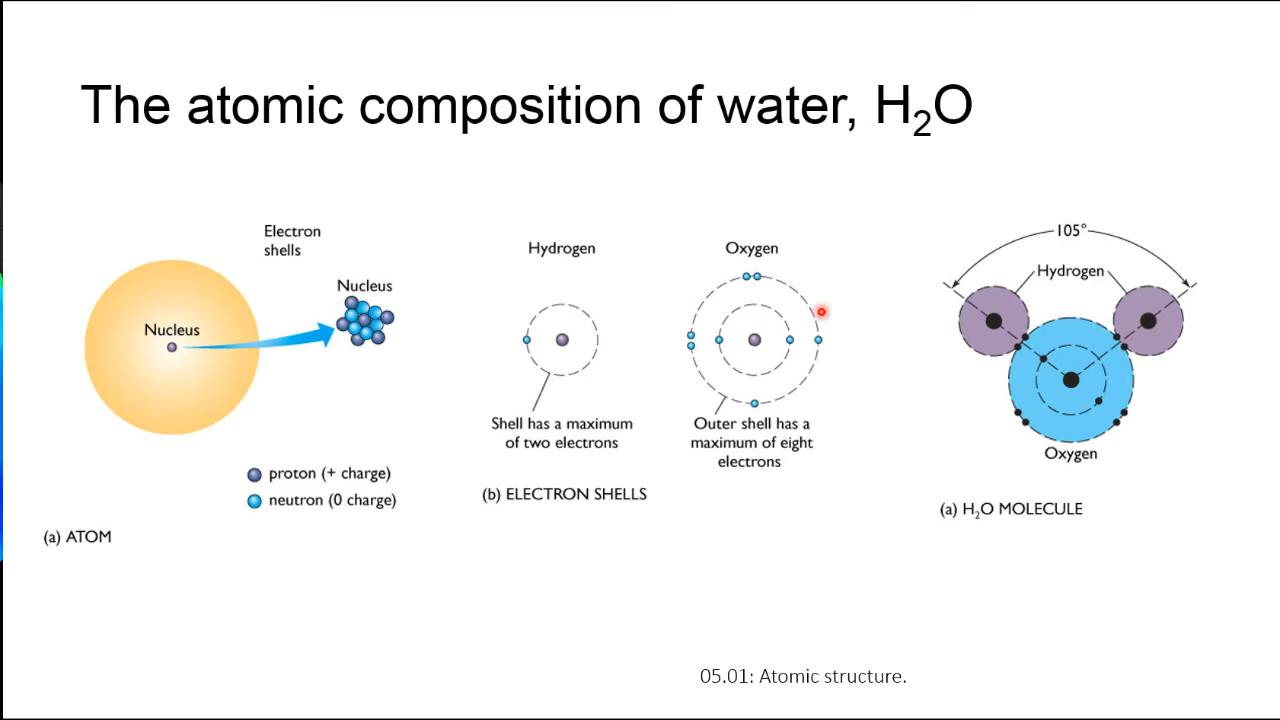 The atomic composition of water, H₂O
Electron
shells
Nucleus
Nucleus
proton (+ charge)
neutron (0 charge)
(a) ATOM
Hydrogen
Oxygen
Shell has a maximum
of two electrons
Outer shell has a
maximum of eight
electrons
(b) ELECTRON SHELLS
105°
Hydrogen
Oxygen
(a) H₂O MOLECULE
05.01: Atomic structure.